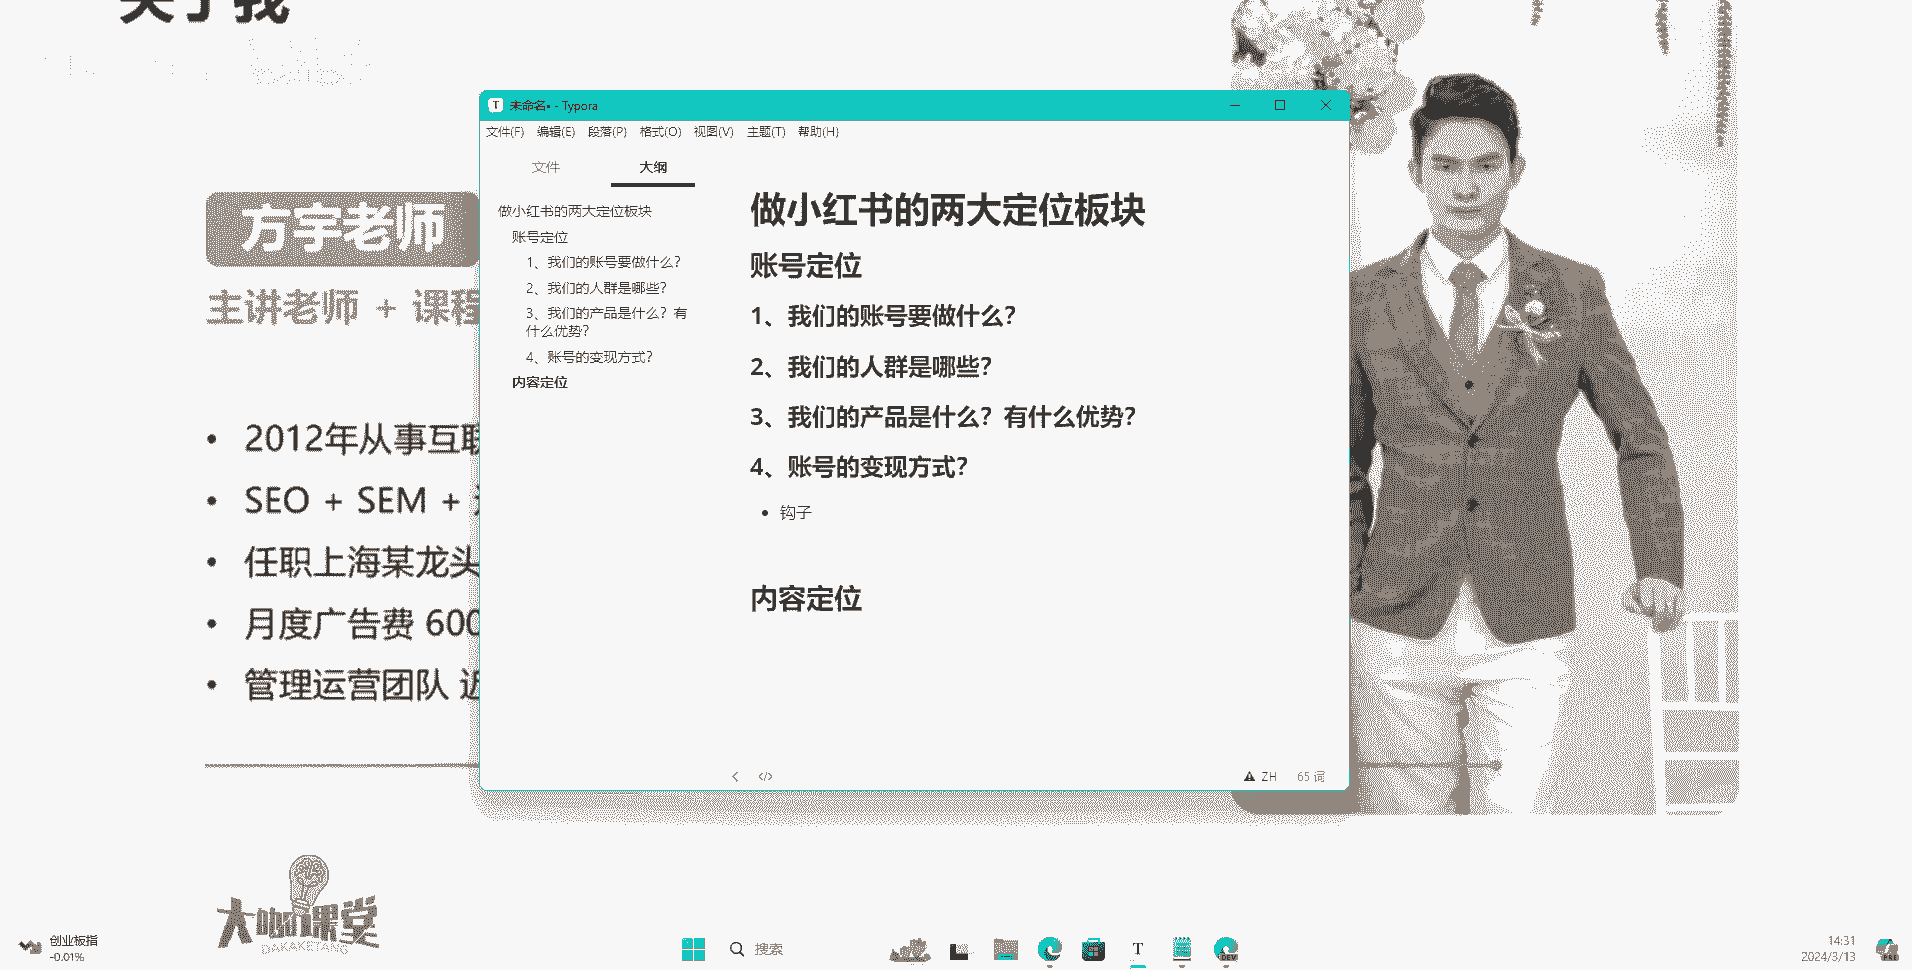 关于我
未命名• - Typora
文件(F) 编辑(E) 段落(P) 格式(O) 视图(V) 主题(T) 帮助(H)
文件 大纲
做小红书的两大定位板块
账号定位
1、我们的账号要做什么?
2、我们的人群是哪些?
3、我们的产品是什么？有
什么优势?
4、账号的变现方式?
内容定位
做小红书的两大定位板块
账号定位
1、我们的账号要做什么?
2、我们的人群是哪些?
3、我们的产品是什么？有什么优势?
4、账号的变现方式?
• 钩子
内容定位
</> ZH 65 词
方宇老师
主讲老师 + 课程
• 2012年从事互联
• SEO + SEM +
• 任职上海某龙头
• 月度广告费 600
• 管理运营团队 近
大咖课堂
DAKAKETANG
创业板指
-0.01%
搜索
T
DEV
14:31
2024/3/13
PRE